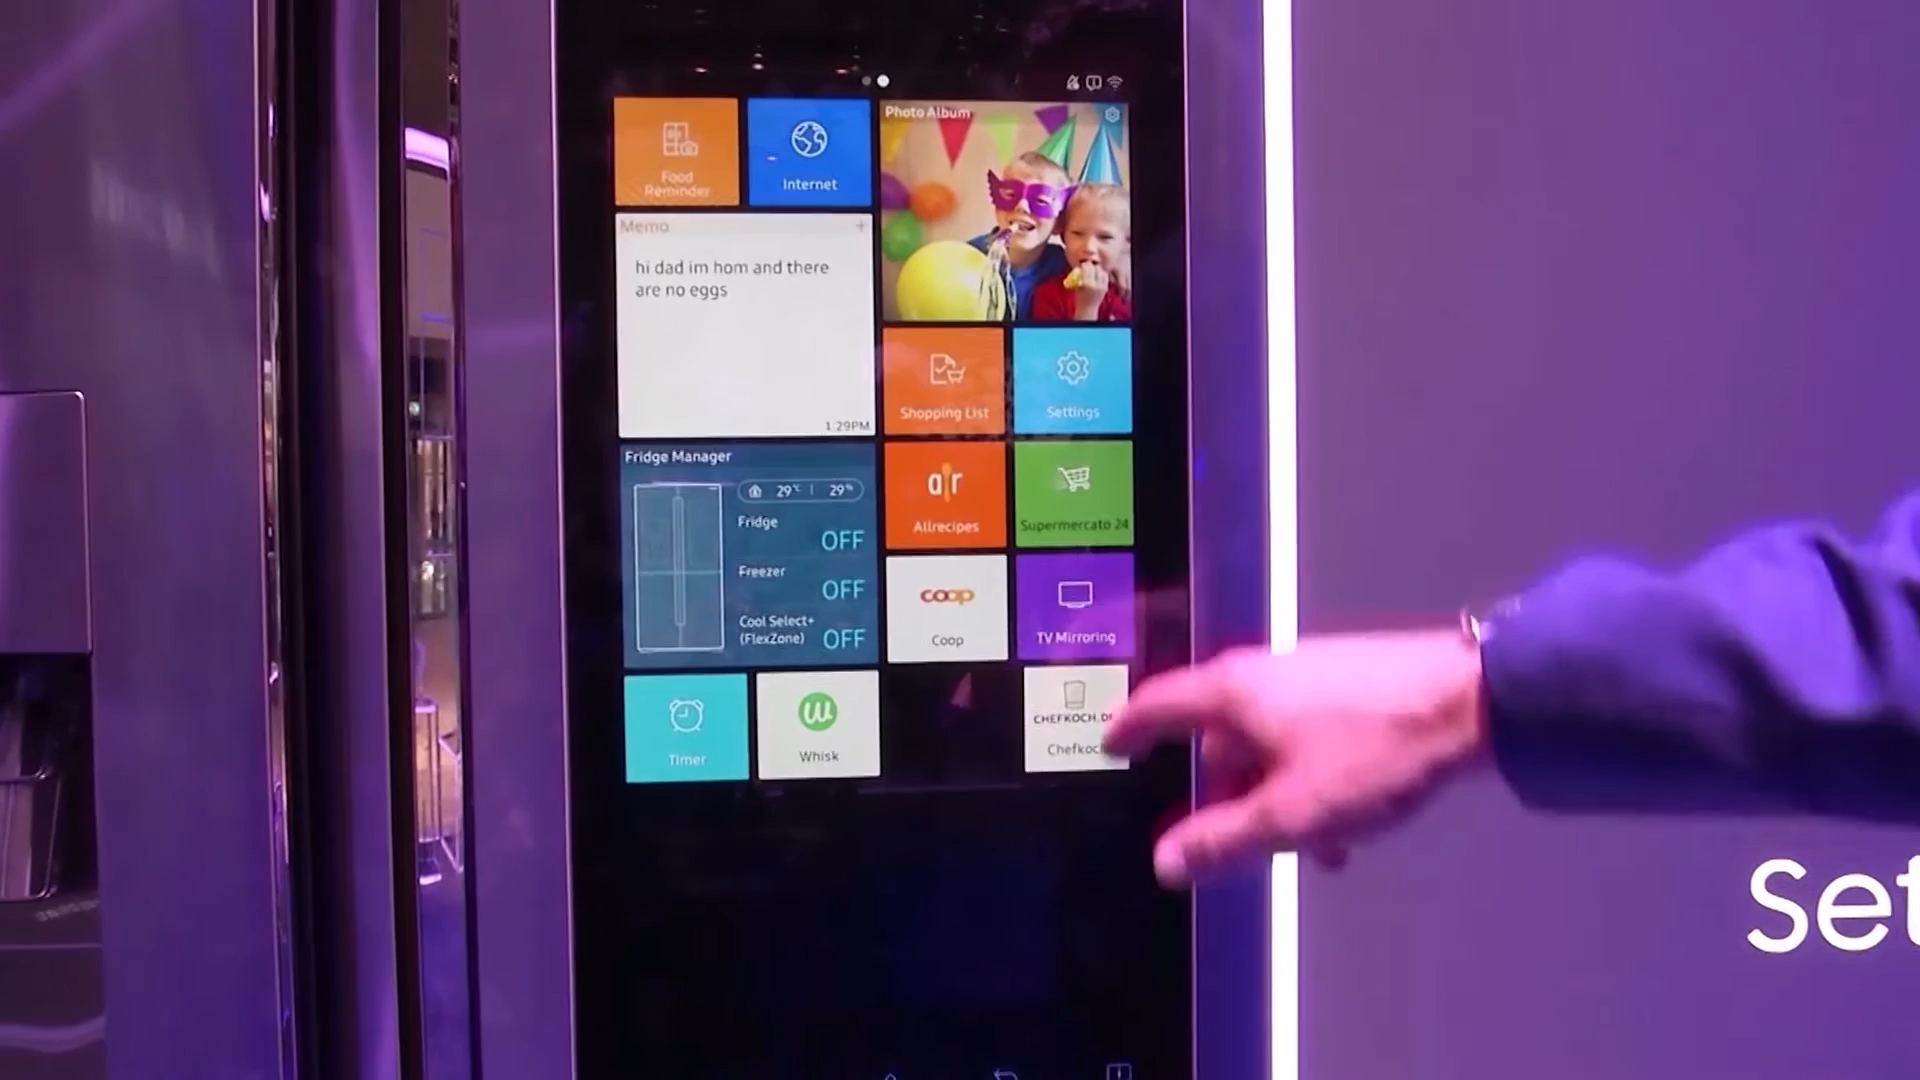 Photo Album
Food
Reminder
Internet
Memo
+
hi dad im hom and there
are no eggs
1:29PM
Shopping List
Settings
Fridge Manager
29°C | 29%
Fridge
OFF
Freezer
OFF
Cool Select+
(FlexZone)
OFF
air
Allrecipes
Supermercato 24
coop
Coop
TV Mirroring
Timer
w
Whisk
CHEFKOCH.D
Chefkoc
Set